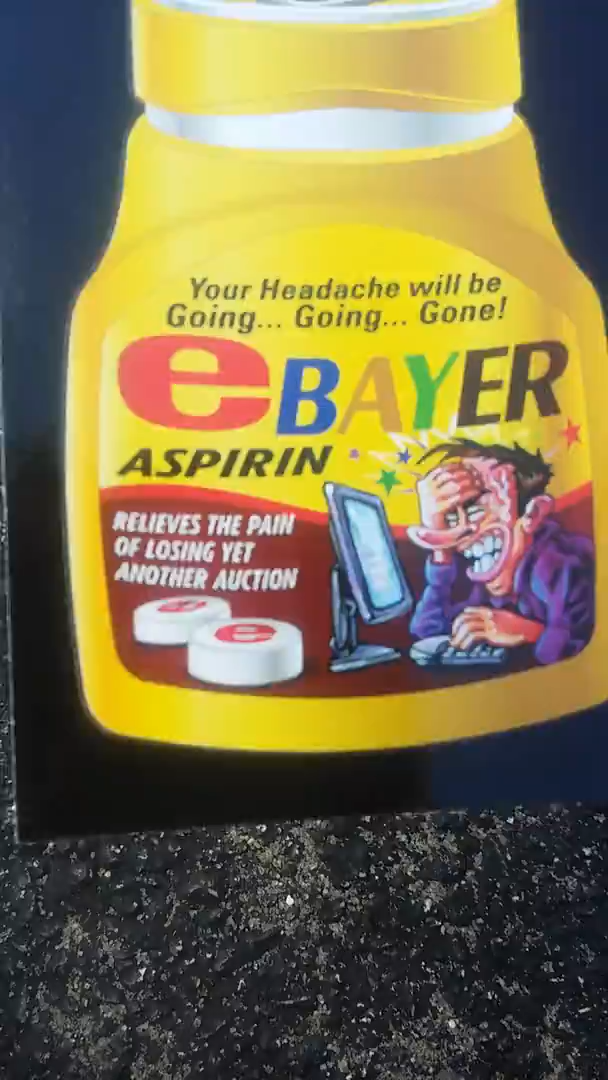 Your Headache will be
Going... Going... Gone!
eBAYER
ASPIRIN
RELIEVES THE PAIN
OF LOSING YET
ANOTHER AUCTION
e
e